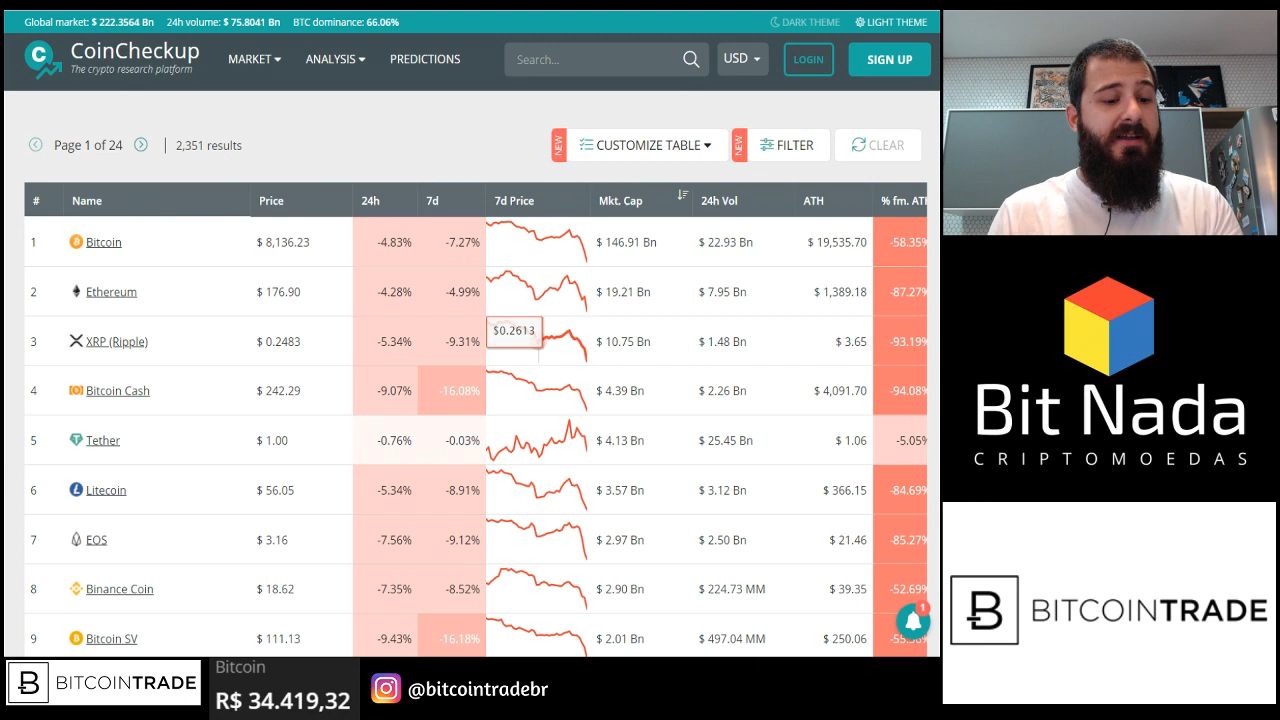 Global market: $ 222.3564 Bn 24h volume: $ 75.8041 Bn BTC dominance: 66.06% DARK THEME LIGHT THEME
CoinCheckup
The crypto research platform
MARKET ANALYSIS PREDICTIONS Search... USD LOGIN SIGN UP
Page 1 of 24 2,351 results NEW CUSTOMIZE TABLE NEW FILTER CLEAR
# Name Price 24h 7d 7d Price Mkt. Cap 24h Vol ATH % fm. ATH
1 Bitcoin $ 8,136.23 -4.83% -7.27% $ 146.91 Bn $ 22.93 Bn $ 19,535.70 -58.35%
2 Ethereum $ 176.90 -4.28% -4.99% $ 19.21 Bn $ 7.95 Bn $ 1,389.18 -87.27%
3 XRP (Ripple) $ 0.2483 -5.34% -9.31% $0.2613 $ 10.75 Bn $ 1.48 Bn $ 3.65 -93.19%
4 Bitcoin Cash $ 242.29 -9.07% -16.08% $ 4.39 Bn $ 2.26 Bn $ 4,091.70 -94.08%
5 Tether $ 1.00 -0.76% -0.03% $ 4.13 Bn $ 25.45 Bn $ 1.06 -5.05%
6 Litecoin $ 56.05 -5.34% -8.91% $ 3.57 Bn $ 3.12 Bn $ 366.15 -84.69%
7 EOS $ 3.16 -7.56% -9.12% $ 2.97 Bn $ 2.50 Bn $ 21.46 -85.27%
8 Binance Coin $ 18.62 -7.35% -8.52% $ 2.90 Bn $ 224.73 MM $ 39.35 -52.69%
9 Bitcoin SV $ 111.13 -9.43% -16.18% $ 2.01 Bn $ 497.04 MM $ 250.06
1
Bit Nada
CRIPTOMOEDAS
BITCOINTRADE
BITCOINTRADE
Bitcoin
R$ 34.419,32
@bitcointradebr